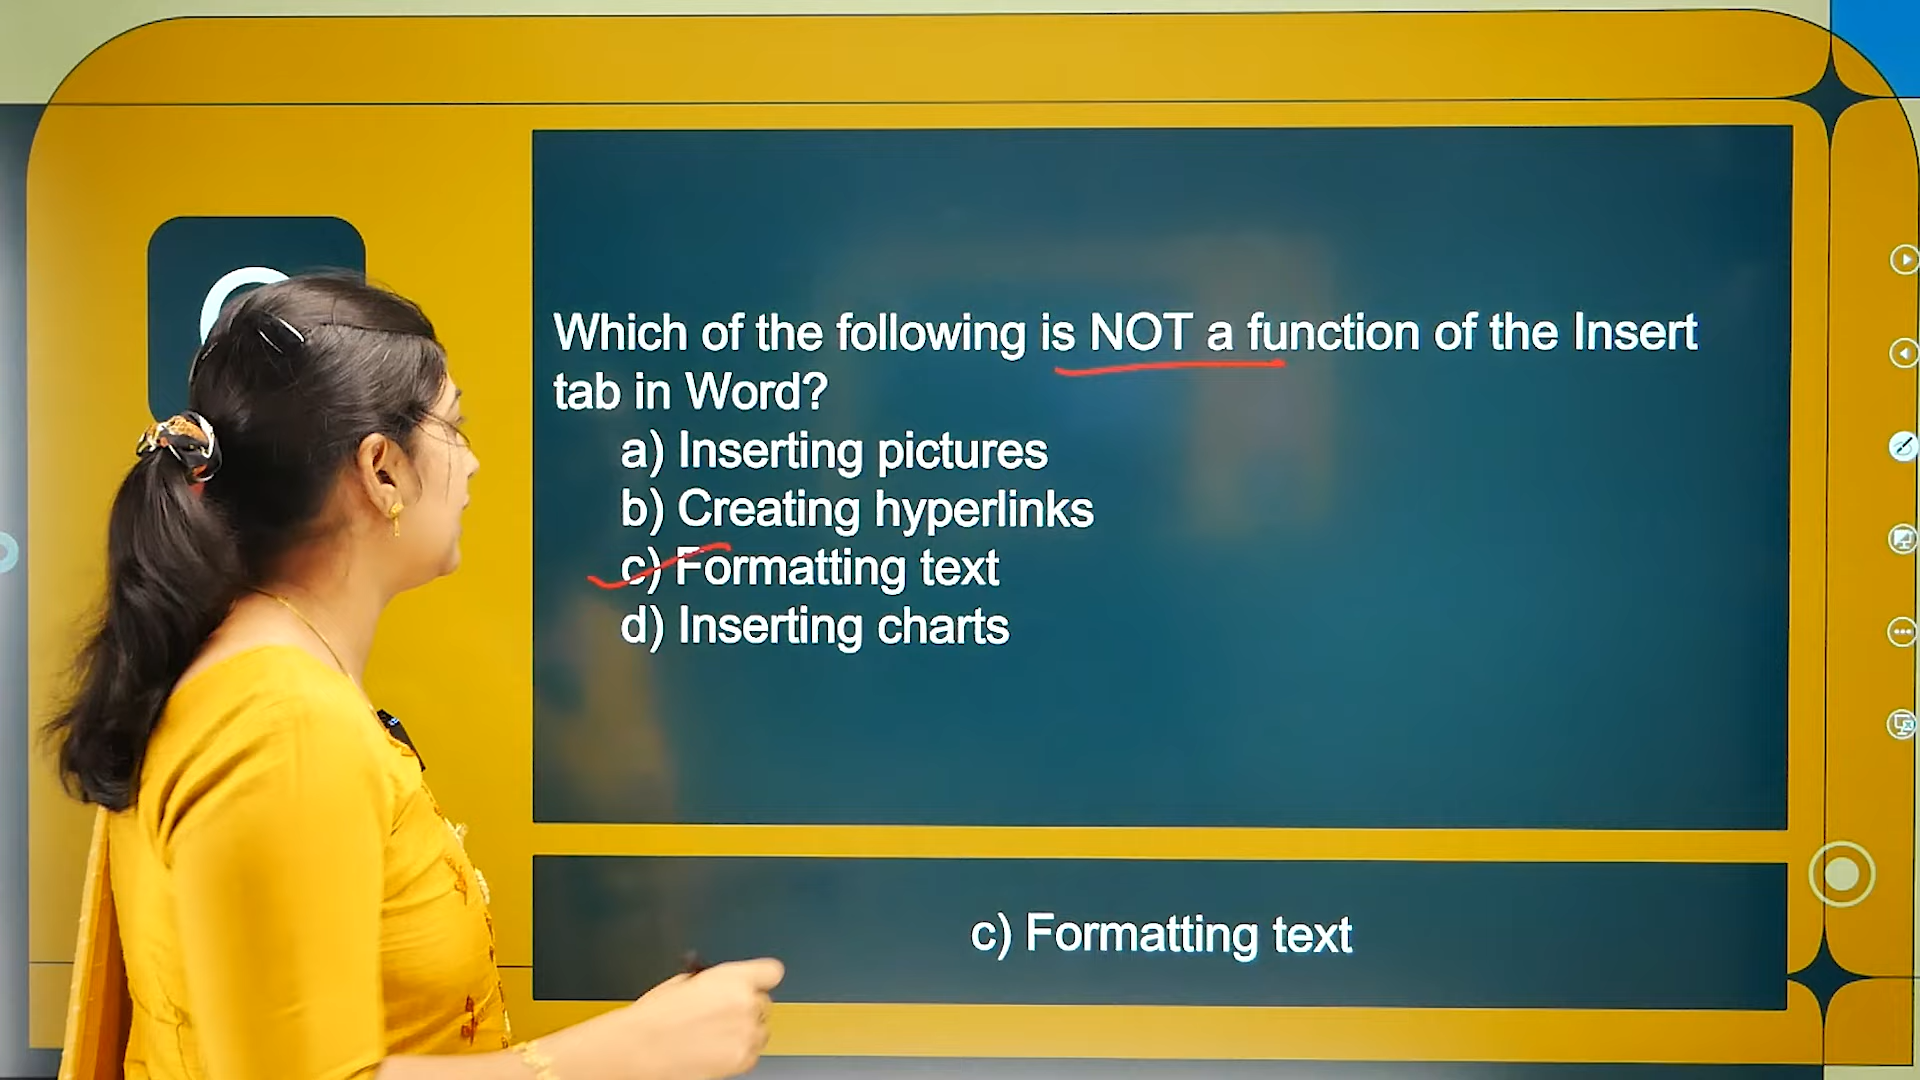 Which of the following is NOT a function of the Insert
tab in Word?
a) Inserting pictures
b) Creating hyperlinks
c) Formatting text
d) Inserting charts
c) Formatting text